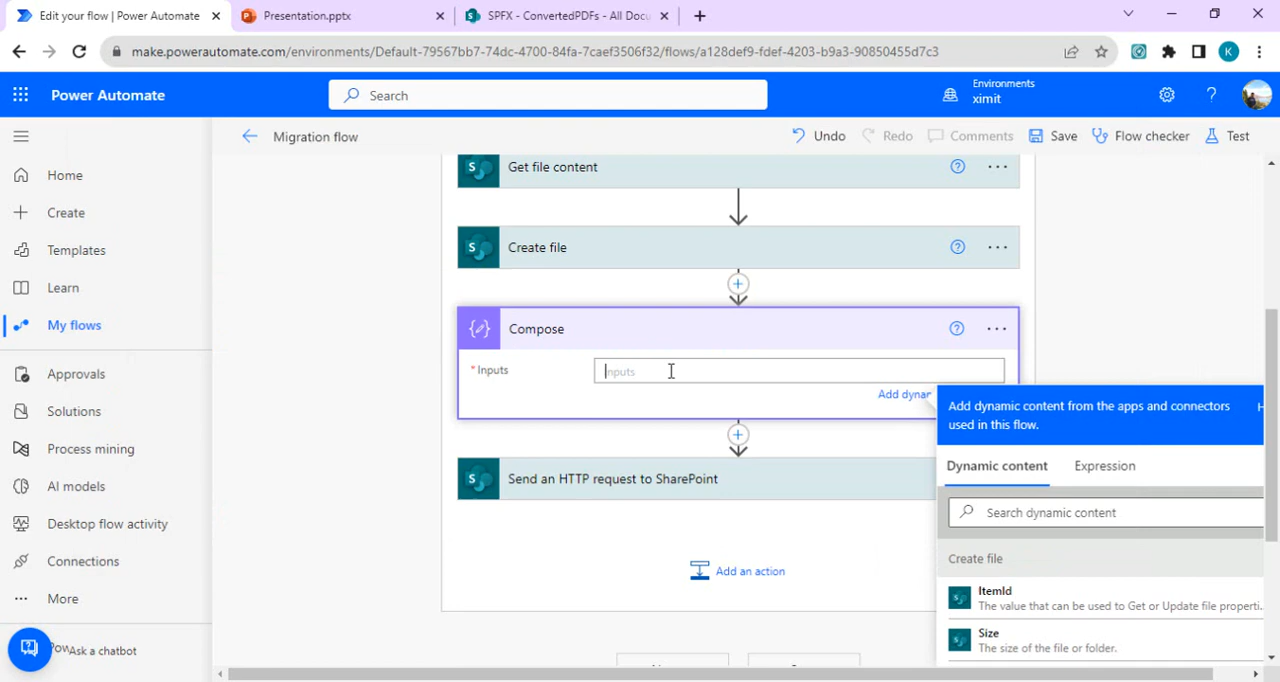 Edit your flow | Power Automate
Presentation.pptx
SPFX - ConvertedPDFs - All Docu
make.powerautomate.com/environments/Default-79567bb7-74dc-4700-84fa-7caef3506f32/flows/a128def9-fdef-4203-b9a3-90850455d7c3
K
Power Automate
Search
Environments
ximit
Migration flow
Undo
Redo
Comments
Save
Flow checker
Test
Home
Create
Templates
Learn
My flows
Approvals
Solutions
Process mining
AI models
Desktop flow activity
Connections
More
Ask a chatbot
Get file content
Create file
Compose
* Inputs
Inputs
Add dynam
Send an HTTP request to SharePoint
Add an action
Add dynamic content from the apps and connectors
used in this flow.
Dynamic content
Expression
Search dynamic content
Create file
ItemId
The value that can be used to Get or Update file properti...
Size
The size of the file or folder.